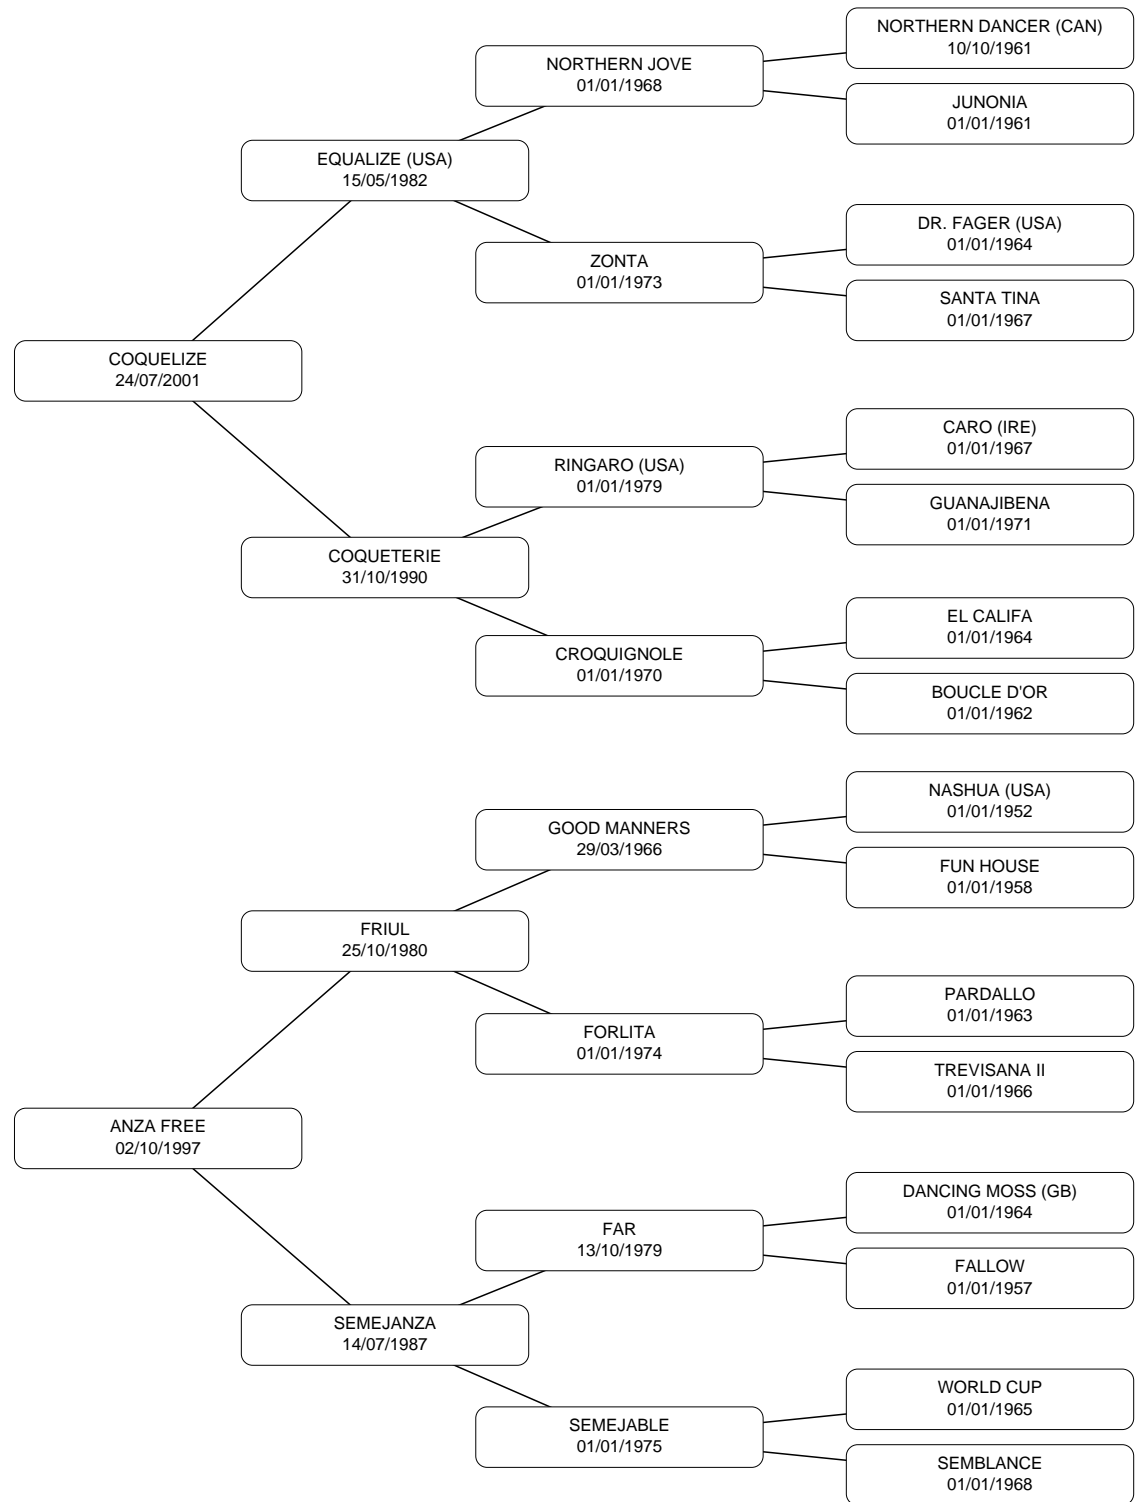 NORTHERN DANCER (CAN)
10/10/1961
NORTHERN JOVE
01/01/1968
JUNONIA
01/01/1961
EQUALIZE (USA)
15/05/1982
DR. FAGER (USA)
01/01/1964
ZONTA
01/01/1973
SANTA TINA
01/01/1967
COQUELIZE
24/07/2001
CARO (IRE)
01/01/1967
RINGARO (USA)
01/01/1979
GUANAJIBENA
01/01/1971
COQUETERIE
31/10/1990
EL CALIFA
01/01/1964
CROQUIGNOLE
01/01/1970
BOUCLE D'OR
01/01/1962
NASHUA (USA)
01/01/1952
GOOD MANNERS
29/03/1966
FUN HOUSE
01/01/1958
FRIUL
25/10/1980
PARDALLO
01/01/1963
FORLITA
01/01/1974
TREVISANA II
01/01/1966
ANZA FREE
02/10/1997
DANCING MOSS (GB)
01/01/1964
FAR
13/10/1979
FALLOW
01/01/1957
SEMEJANZA
14/07/1987
WORLD CUP
01/01/1965
SEMEJABLE
01/01/1975
SEMBLANCE
01/01/1968